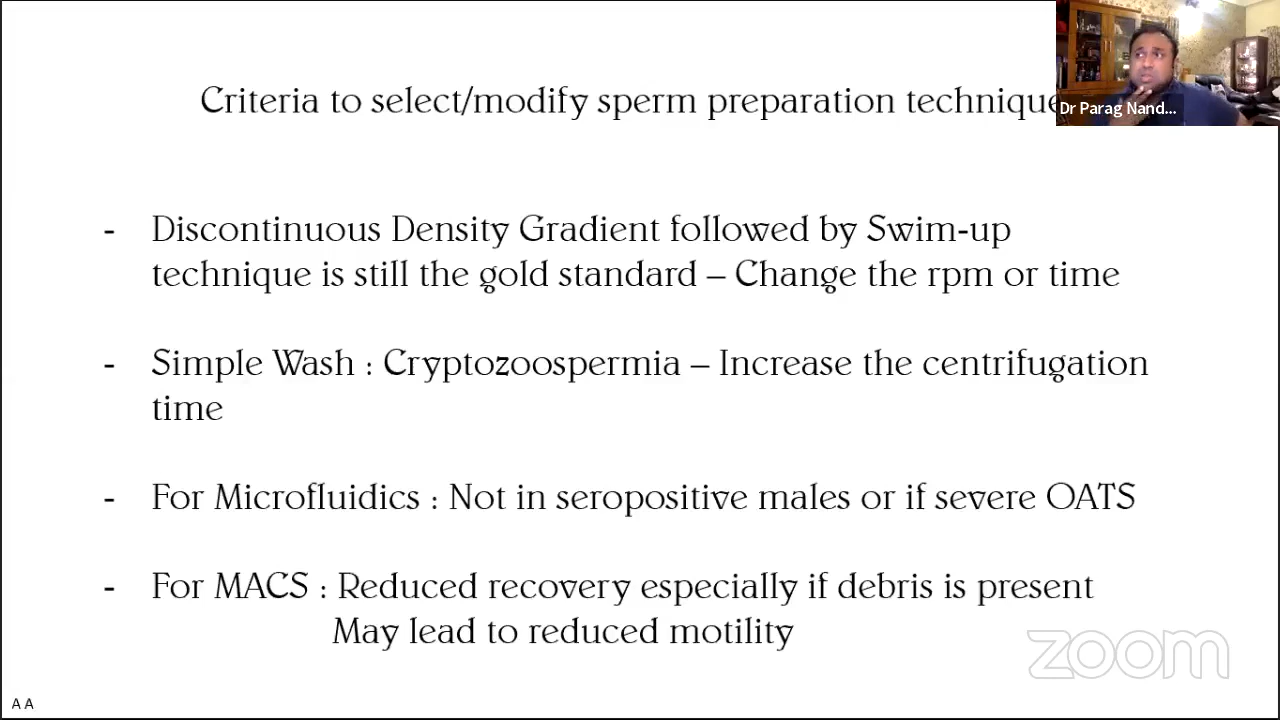 Criteria to select/modify sperm preparation technique
Dr Parag Nand...
- Discontinuous Density Gradient followed by Swim-up
technique is still the gold standard – Change the rpm or time
- Simple Wash : Cryptozoospermia – Increase the centrifugation
time
- For Microfluidics : Not in seropositive males or if severe OATS
- For MACS : Reduced recovery especially if debris is present
May lead to reduced motility
zoom
A A